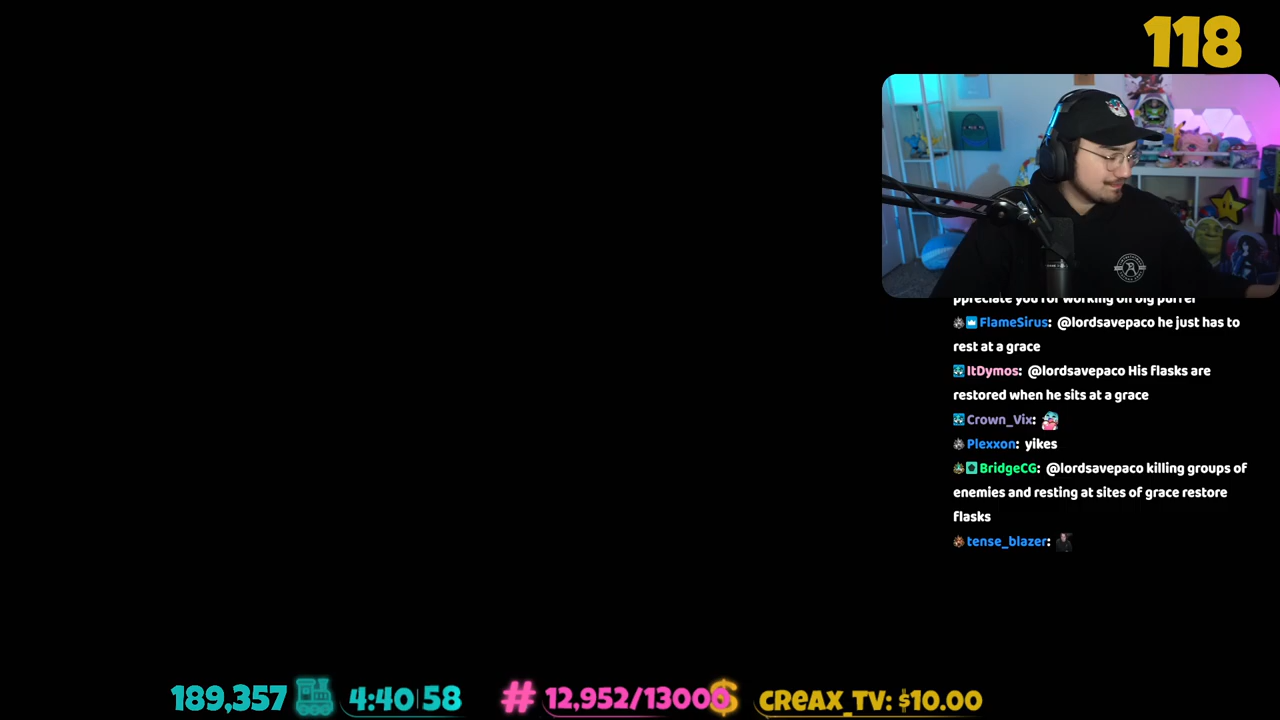 118
ppreciate you for working on big puffer
FlameSirus: @lordsavepaco he just has to
rest at a grace
ItDymos: @lordsavepaco His flasks are
restored when he sits at a grace
Crown_Vix:
Plexxon: yikes
BridgeCG: @lordsavepaco killing groups of
enemies and resting at sites of grace restore
flasks
tense_blazer:
189,357 4:40|58 # 12,952/13000 $ CREAX_TV: $10.00